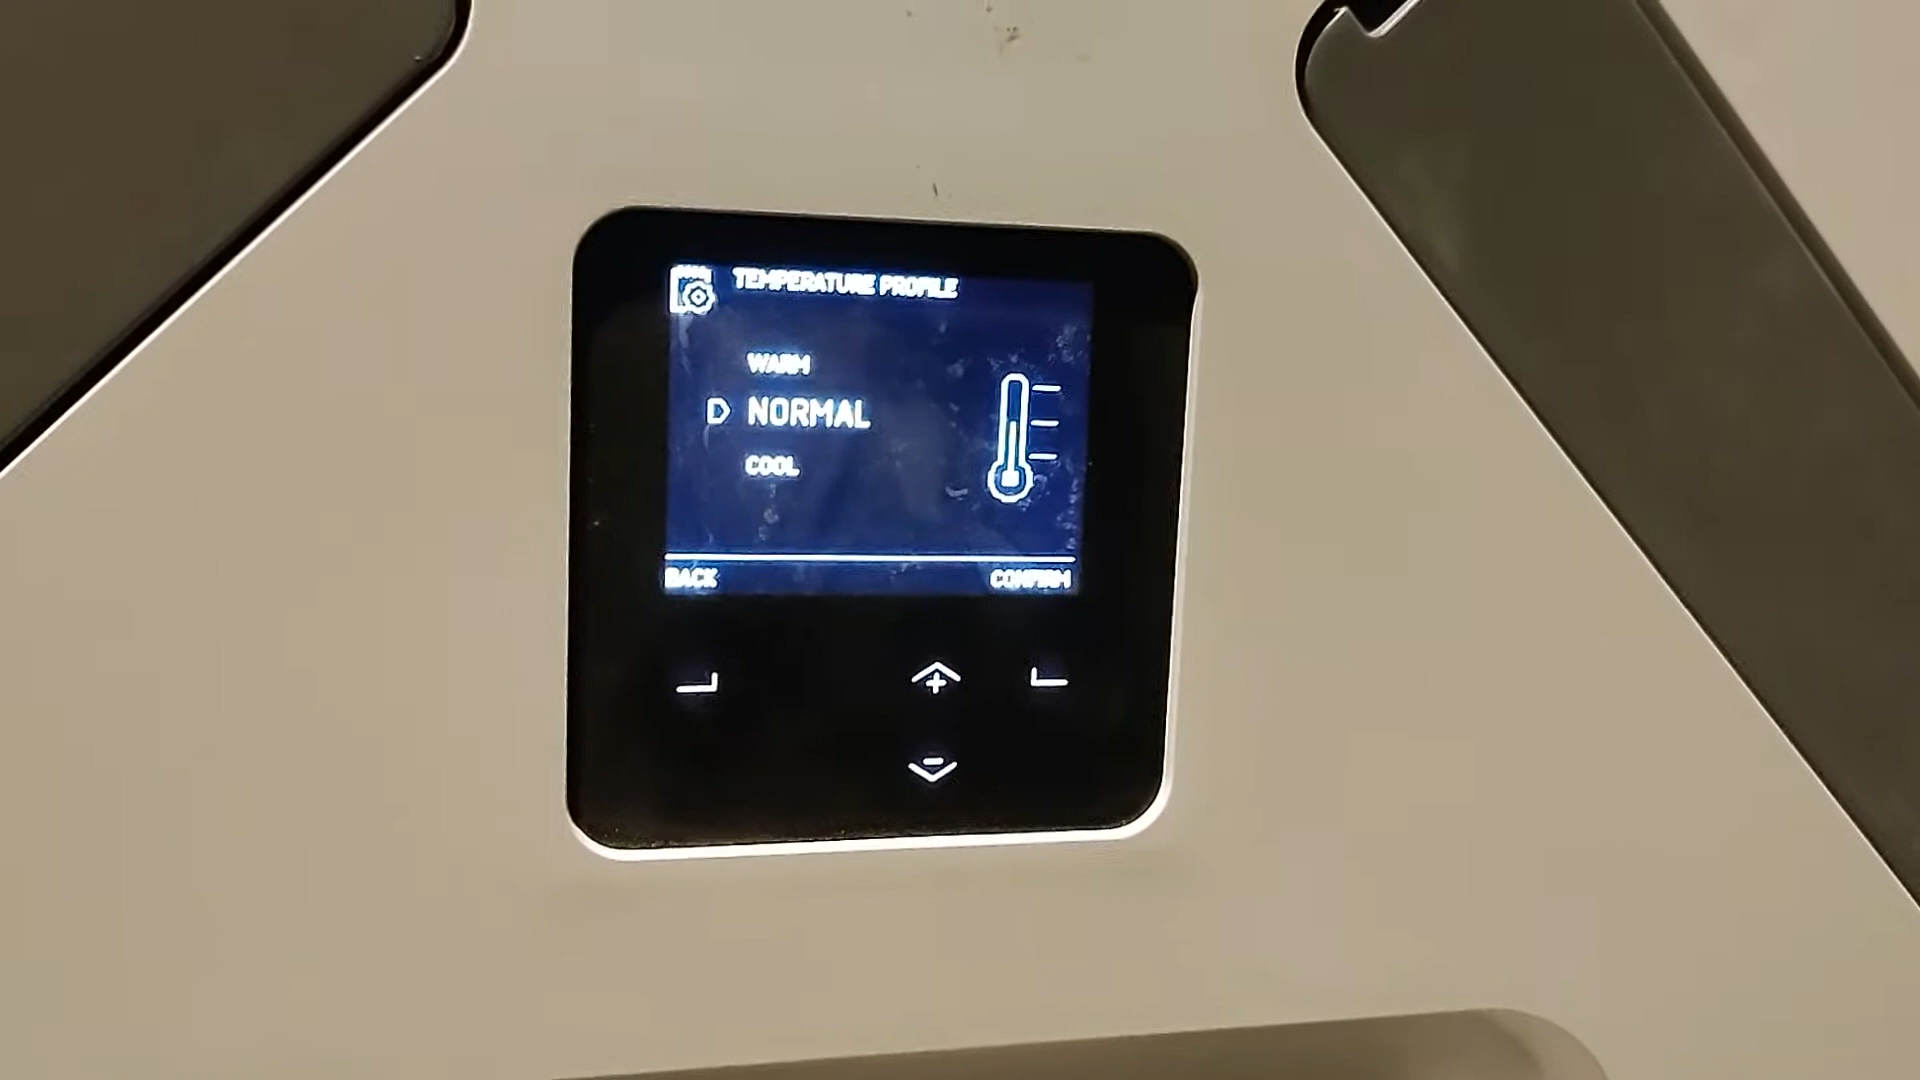 TEMPERATURE PROFILE
WARM
NORMAL
COOL
BACK
CONFIRM